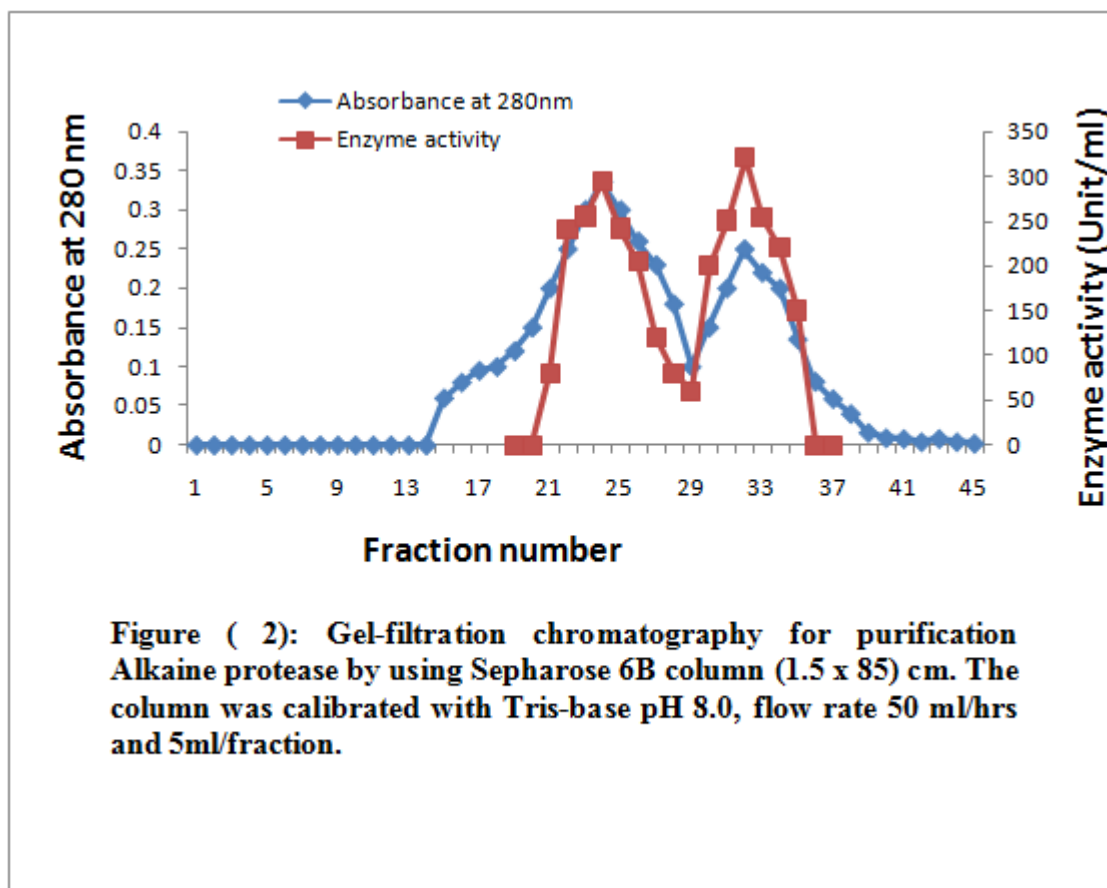 Absorbance at 280nm
Enzyme activity
Absorbance at 280 nm
0.4
0.35
0.3
0.25
0.2
0.15
0.1
0.05
0
350
300
250
200
150
100
50
0
Enzyme activity (Unit/ml)
1 5 9 13 17 21 25 29 33 37 41 45
Fraction number
Figure ( 2): Gel-filtration chromatography for purification
Alkaine protease by using Sepharose 6B column (1.5 x 85) cm. The
column was calibrated with Tris-base pH 8.0, flow rate 50 ml/hrs
and 5ml/fraction.